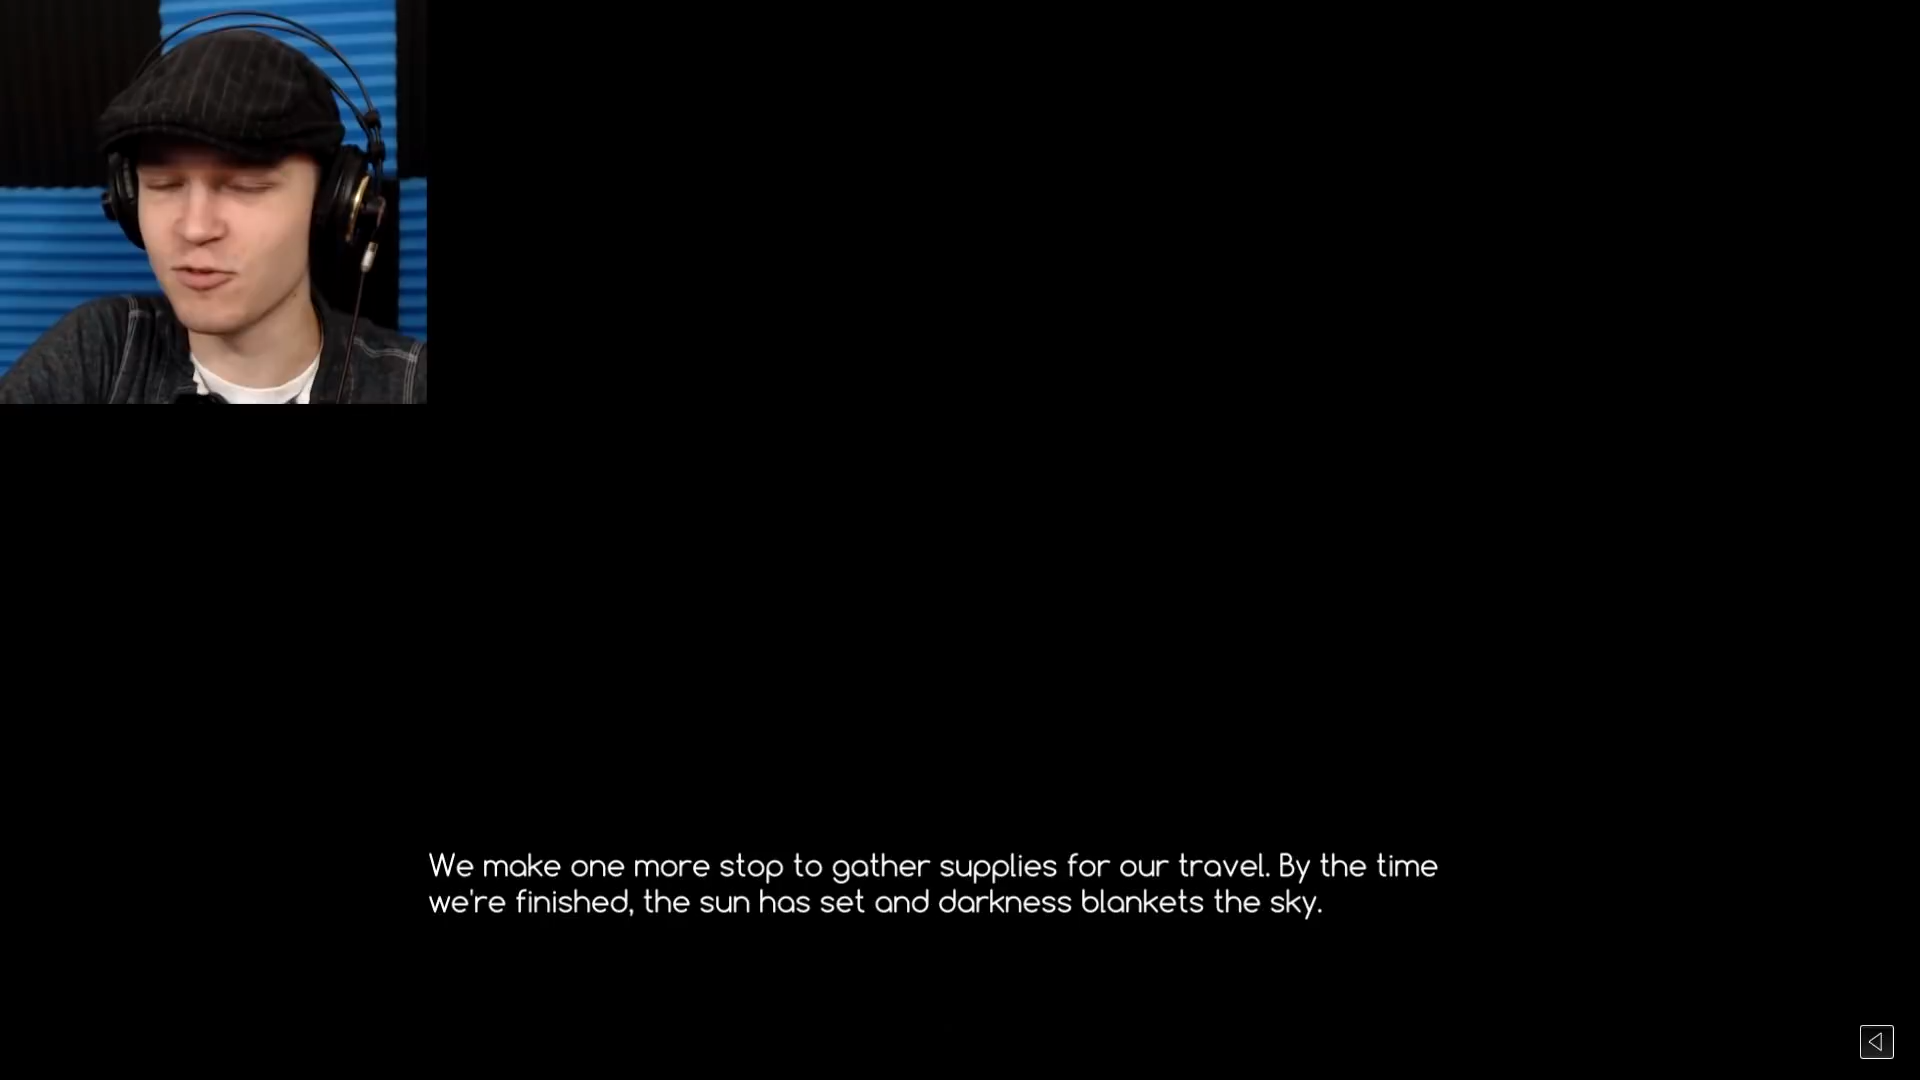 We make one more stop to gather supplies for our travel. By the time
we're finished, the sun has set and darkness blankets the sky.